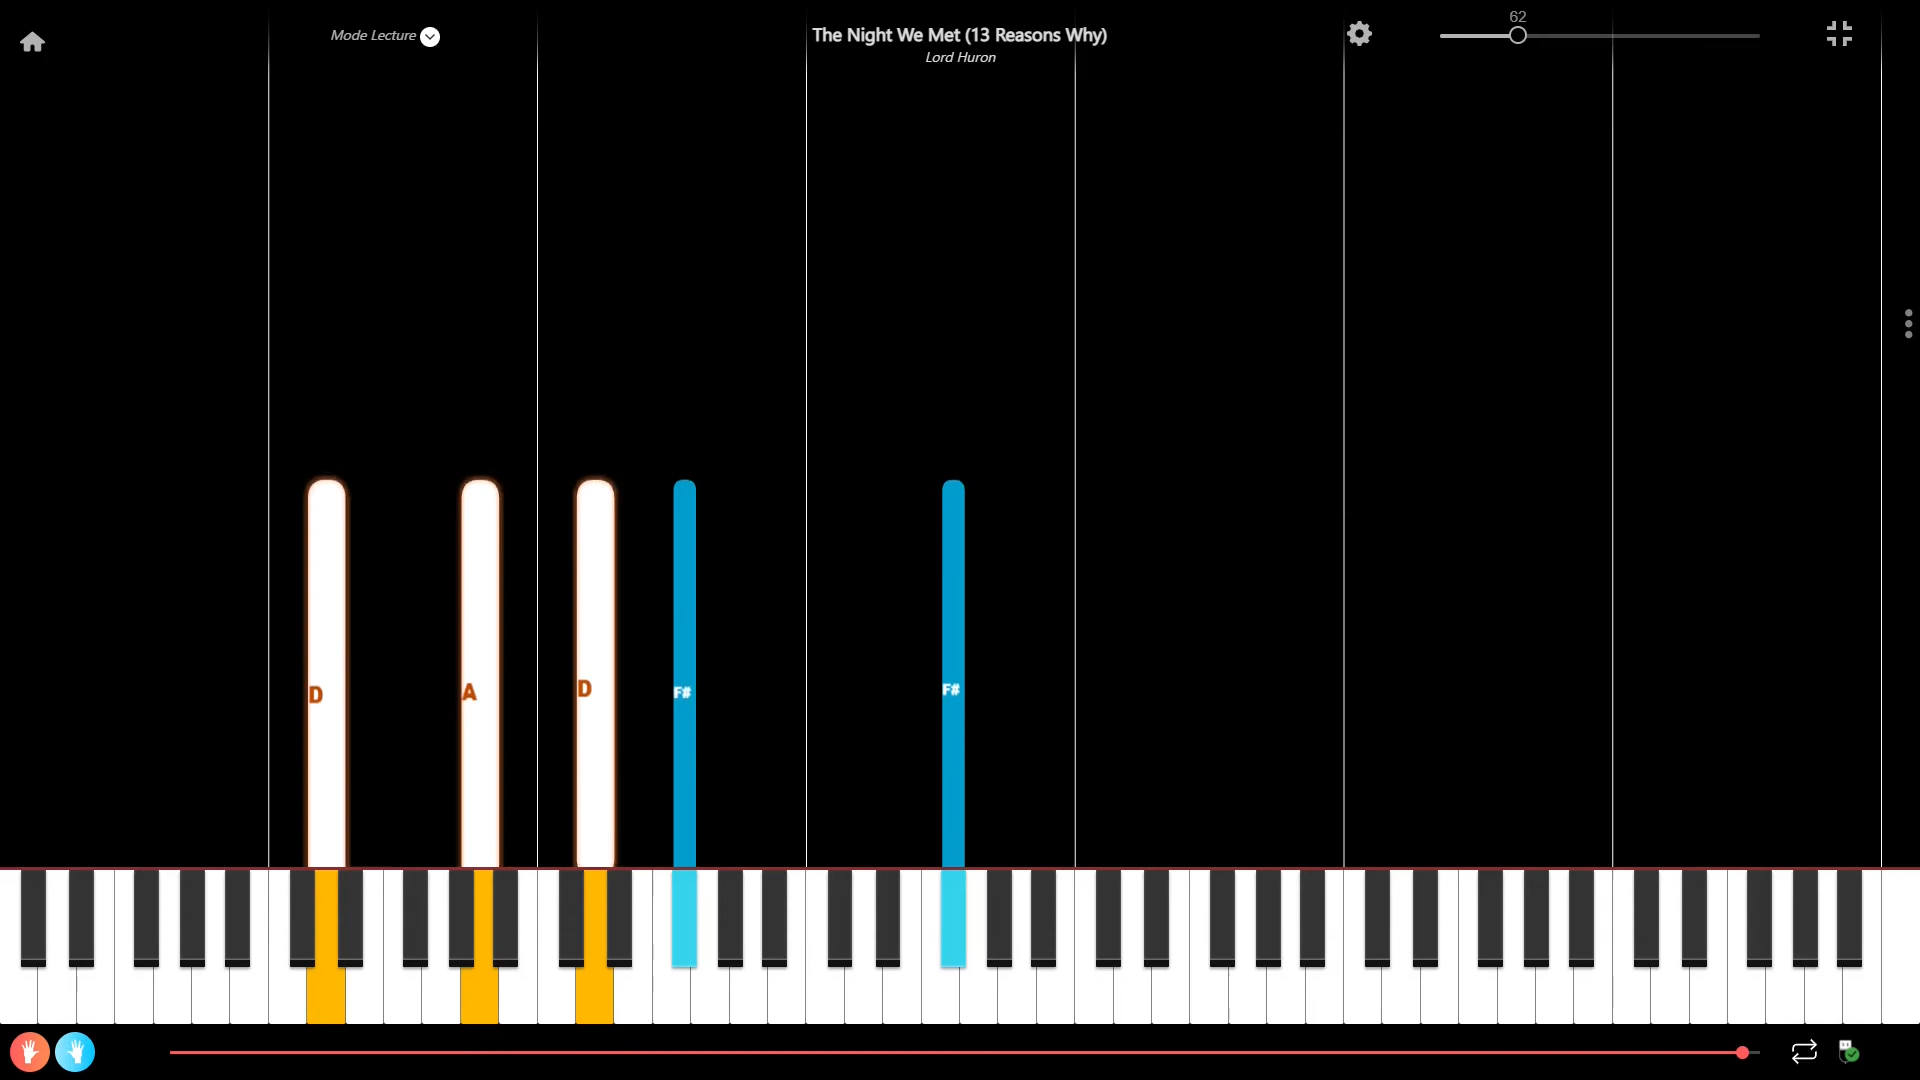 Mode Lecture
The Night We Met (13 Reasons Why)
Lord Huron
62
D
A
D
F#
F#